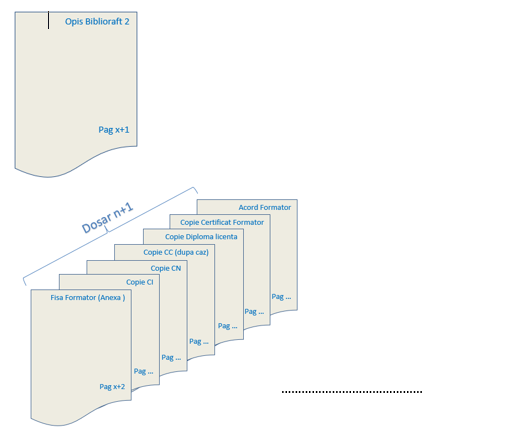 Opis Biblioraft 2
Pag x+1
Dosar n+1
Acord Formator
Copie Certificat Formator
Copie Diploma licenta
Copie CC (dupa caz)
Copie CN
Copie CI
Fisa Formator (Anexa )
Pag ...
Pag ...
Pag ...
Pag ...
Pag ...
Pag ...
Pag x+2
.............................................